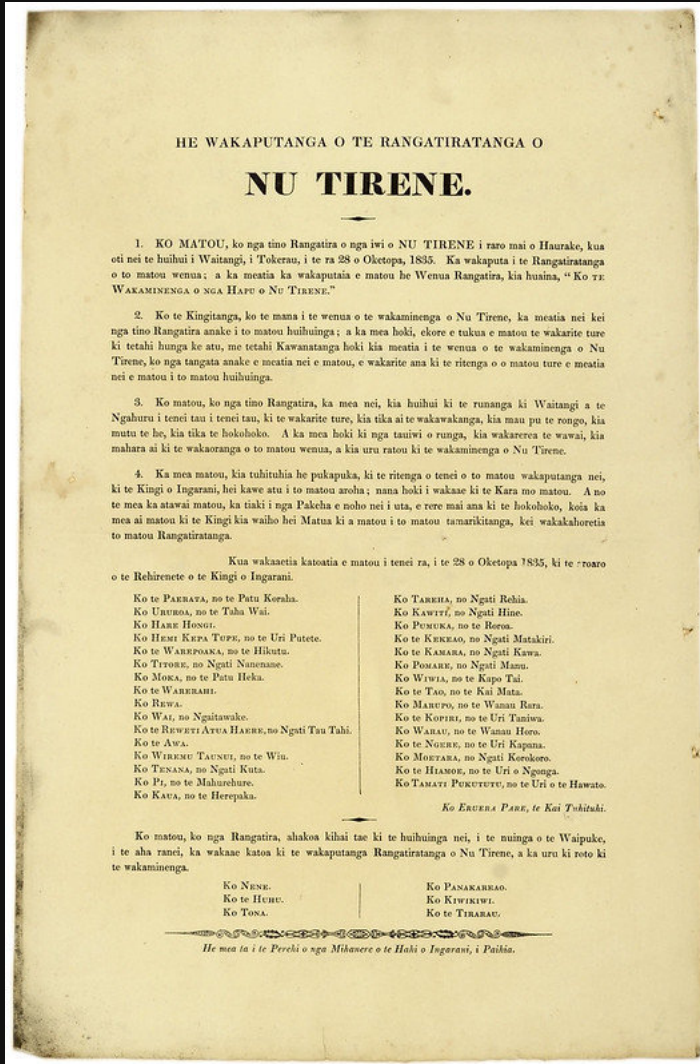 HE WAKAPUTANGA O TE RANGATIRATANGA O
NU TIRENE.
1. KO MATOU, ko nga tino Rangatira o nga iwi o NU TIRENE i raro mai o Haurake, kua
oti nei te huihui i Waitangi, i Tokerau, i te ra 28 o Oketopa, 1835. Ka wakaputa i te Rangatiratanga
o to matou wenua; a ka meatia ka wakaputaia e matou he Wenua Rangatira, kia huaina, “ KO TE
WAKAMINENGA O NGA HAPU O NU TIRENE.”
2. Ko te Kingitanga, ko te mana i te wenua o te wakaminenga o Nu Tirene, ka meatia nei kei
nga tino Rangatira anake i to matou huihuinga; a ka mea hoki, ekore e tukua e matou te wakarite ture
ki tetahi hunga ke atu, me tetahi Kawanatanga hoki kia meatia i te wenua o te wakaminenga o Nu
Tirene, ko nga tangata anake e meatia nei e matou, e wakarite ana ki te ritenga o o matou ture e meatia
nei e matou i to matou huihuinga.
3. Ko matou, ko nga tino Rangatira, ka mea nei, kia huihui ki te runanga ki Waitangi a te
Ngahuru i tenei tau i tenei tau, ki te wakarite ture, kia tika ai te wakawakanga, kia mau pu te rongo, kia
mutu te he, kia tika te hokohoko. A ka mea hoki ki nga tauiwi o runga, kia wakarerea te wawai, kia
mahara ai ki te wakaoranga o to matou wenua, a kia uru ratou ki te wakaminenga o Nu Tirene.
4. Ka mea matou, kia tuhituhia he pukapuka, ki te ritenga o tenei o to matou wakaputanga nei,
ki te Kingi o Ingarani, hei kawe atu i to matou aroha; nana hoki i wakaae ki te Kara mo matou. A no
te mea ka atawai matou, ka tiaki i nga Pakeha e noho nei i uta, e rere mai ana ki te hokohoko, koia ka
mea ai matou ki te Kingi kia waiho hei Matua ki a matou i to matou tamarikitanga, kei wakakahoretia
to matou Rangatiratanga.
Kua wakaaetia katoatia e matou i tenei ra, i te 28 o Oketopa 1835, ki te aroaro
o te Rehirenete o te Kingi o Ingarani.
Ko te PAERATA, no te Patu Koraha.
Ko URUROA, no te Taha Wai.
Ko HARE HONGI.
Ko HEMI KEPA TUPE, no te Uri Putete.
Ko te WAREPOAKA, no te Hikutu.
Ko TITORE, no Ngati Nanenane.
Ko MOKA, no te Patu Heka.
Ko te WARERAHI.
Ko REWA.
Ko WAI, no Ngaitawake.
Ko te REWETI ATUA HAERE, no Ngati Tau Tahi.
Ko te AWA.
Ko WIREMU TAUNUI, no te Wiu.
Ko TENANA, no Ngati Kuta.
Ko PI, no te Mahurehure.
Ko KAUA, no te Herepaka.
Ko TAREHA, no Ngati Rehia.
Ko KAWITI, no Ngati Hine.
Ko PUMUKA, no te Roroa.
Ko te KEKEAO, no Ngati Matakiri.
Ko te KAMARA, no Ngati Kawa.
Ko POMARE, no Ngati Manu.
Ko WIWIA, no te Kapo Tai.
Ko te TAO, no te Kai Mata.
Ko MARUPO, no te Wanau Rara.
Ko te KOPIRI, no te Uri Taniwa.
Ko WARAU, no te Wanau Horo.
Ko te NGERE, no te Uri Kapana.
Ko MOETARA, no Ngati Korokoro.
Ko te HIAMOE, no te Uri o Ngonga.
Ko TAMATI PUKUTUTU, no te Uri o te Hawato.
Ko ERUERA PARE, te Kai Tuhituhi.
Ko matou, ko nga Rangatira, ahakoa kihai tae ki te huihuinga nei, i te nuinga o te Waipuke,
i te aha ranei, ka wakaae katoa ki te wakaputanga Rangatiratanga o Nu Tirene, a ka uru ki roto ki
te wakaminenga.
Ko NENE.
Ko te HUHU.
Ko TONA.
Ko PANAKAREAO.
Ko KIWIKIWI.
Ko te TIRARAU.
He mea ta i te Perehi o nga Mihanere o te Hahi o Ingarani, i Paihia.